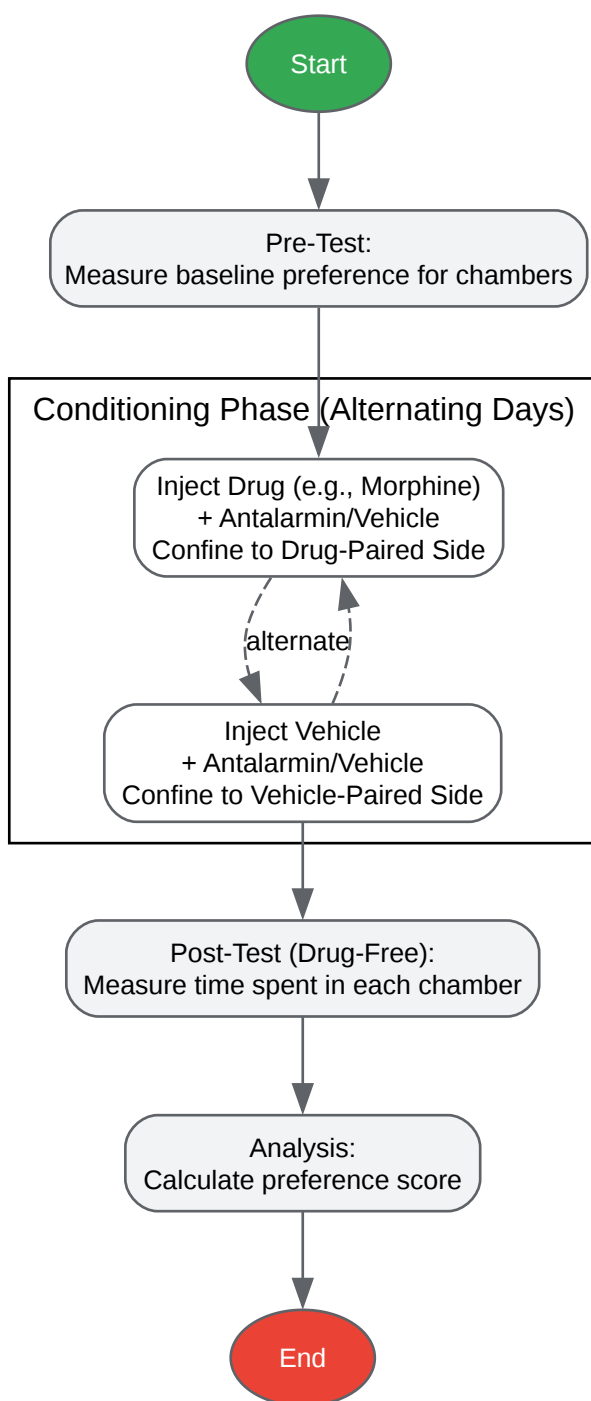 Start
Pre-Test:
Measure baseline preference for chambers
Conditioning Phase (Alternating Days)
Inject Drug (e.g., Morphine)
+ Antalarmin/Vehicle
Confine to Drug-Paired Side
alternate
Inject Vehicle
+ Antalarmin/Vehicle
Confine to Vehicle-Paired Side
Post-Test (Drug-Free):
Measure time spent in each chamber
Analysis:
Calculate preference score
End